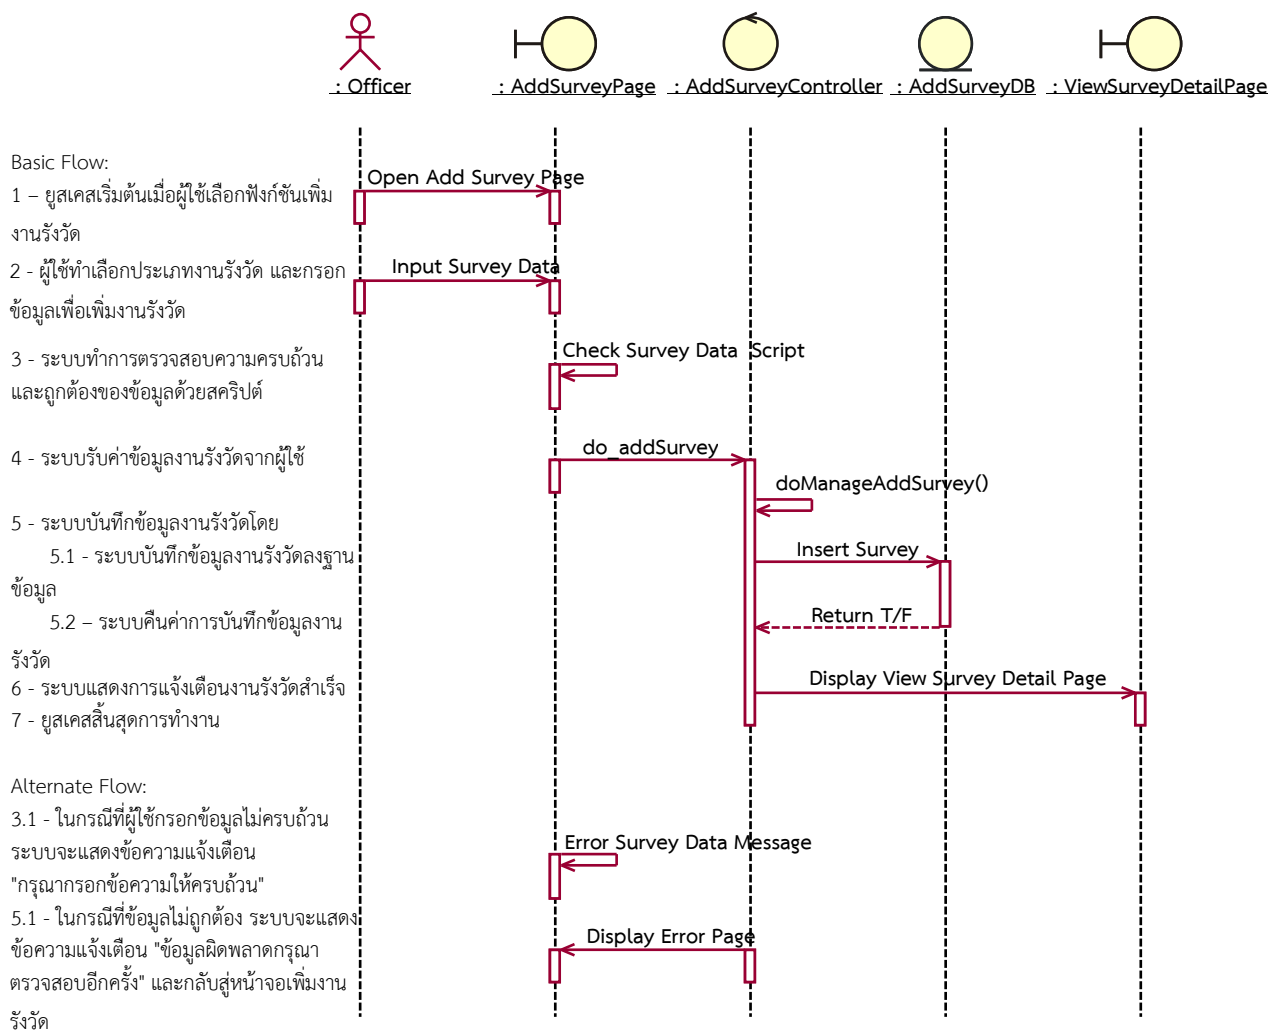 : Officer
: AddSurveyPage
: AddSurveyController
: AddSurveyDB
: ViewSurveyDetailPage
Basic Flow:
1 – ยูสเคสเริ่มต้นเมื่อผู้ใช้เลือกฟังก์ชันเพิ่ม
งานรังวัด
Open Add Survey Page
2 - ผู้ใช้ทำเลือกประเภทงานรังวัด และกรอก
ข้อมูลเพื่อเพิ่มงานรังวัด
Input Survey Data
3 - ระบบทำการตรวจสอบความครบถ้วน
และถูกต้องของข้อมูลด้วยสคริปต์
Check Survey Data Script
4 - ระบบรับค่าข้อมูลงานรังวัดจากผู้ใช้
do_addSurvey
doManageAddSurvey()
5 - ระบบบันทึกข้อมูลงานรังวัดโดย
5.1 - ระบบบันทึกข้อมูลงานรังวัดลงฐาน
ข้อมูล
Insert Survey
5.2 – ระบบคืนค่าการบันทึกข้อมูลงาน
รังวัด
Return T/F
6 - ระบบแสดงการแจ้งเตือนงานรังวัดสำเร็จ
Display View Survey Detail Page
7 - ยูสเคสสิ้นสุดการทำงาน
Alternate Flow:
3.1 - ในกรณีที่ผู้ใช้กรอกข้อมูลไม่ครบถ้วน
ระบบจะแสดงข้อความแจ้งเตือน
"กรุณากรอกข้อความให้ครบถ้วน"
Error Survey Data Message
5.1 - ในกรณีที่ข้อมูลไม่ถูกต้อง ระบบจะแสดง
ข้อความแจ้งเตือน "ข้อมูลผิดพลาดกรุณา
ตรวจสอบอีกครั้ง" และกลับสู่หน้าจอเพิ่มงาน
รังวัด
Display Error Page